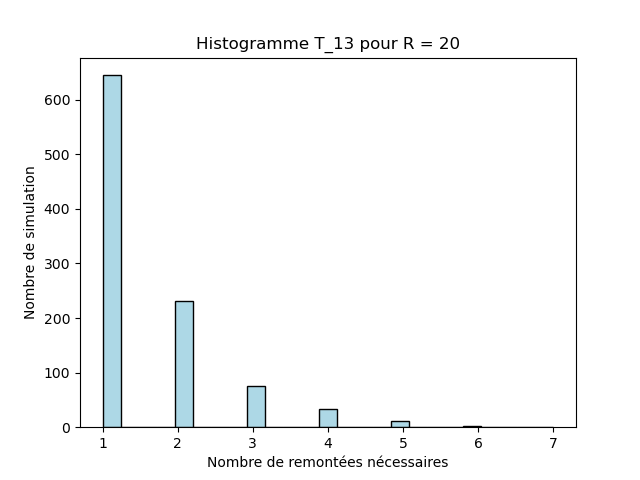 Histogramme T_13 pour R = 20
Nombre de simulation
600
500
400
300
200
100
0
1 2 3 4 5 6 7
Nombre de remontées nécessaires